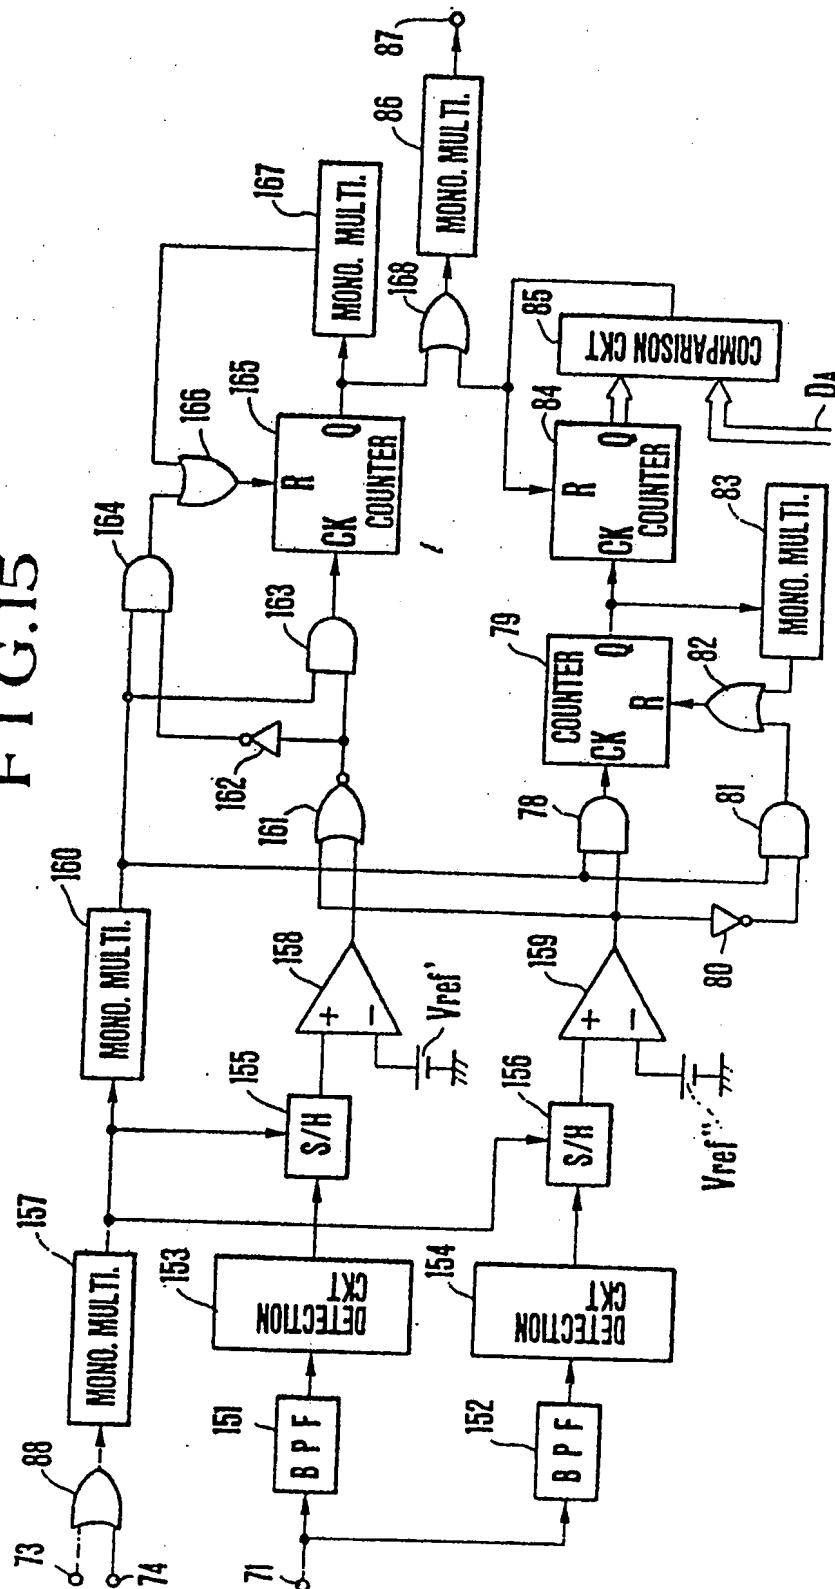 FIG.15
73
74
88
157
MONO. MULTI.
160
MONO. MULTI.
164
166
167
MONO. MULTI.
71
151
BPF
153
DETECTION
CKT
155
S/H
158
+
−
Vref'
161
162
163
165
R
CK
Q
COUNTER
168
86
MONO. MULTI.
87
152
BPF
154
DETECTION
CKT
156
S/H
159
+
−
Vref"
80
78
81
79
COUNTER
CK
Q
R
82
83
MONO. MULTI.
84
R
CK
Q
COUNTER
85
COMPARISON CKT
DA